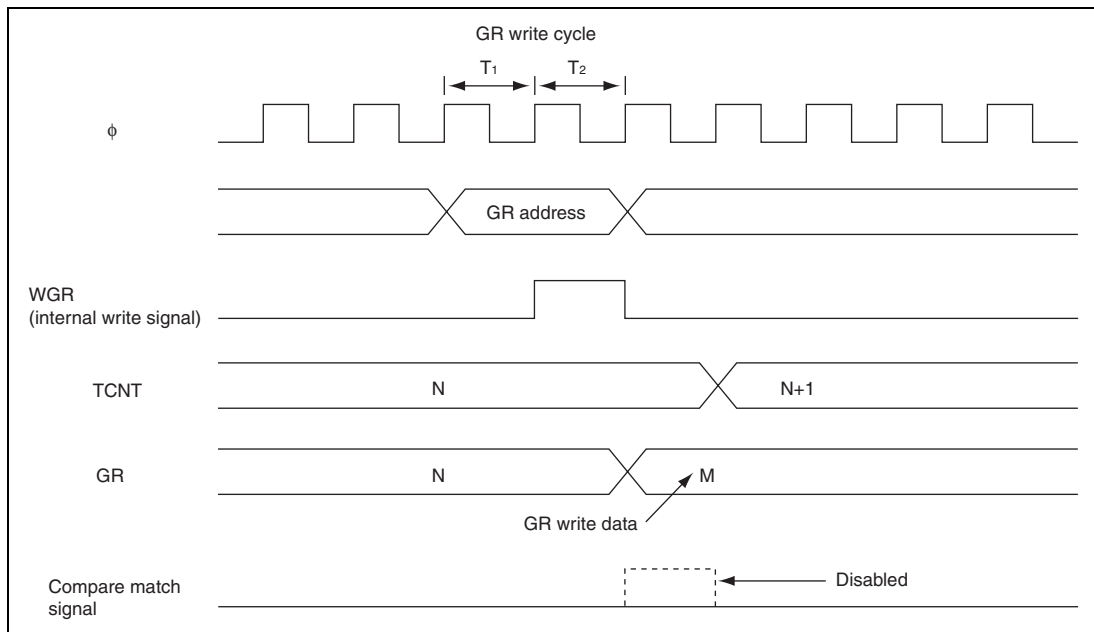 GR write cycle
T1 T2
ϕ
GR address
WGR
(internal write signal)
TCNT N N+1
GR N M
GR write data
Compare match
signal
Disabled